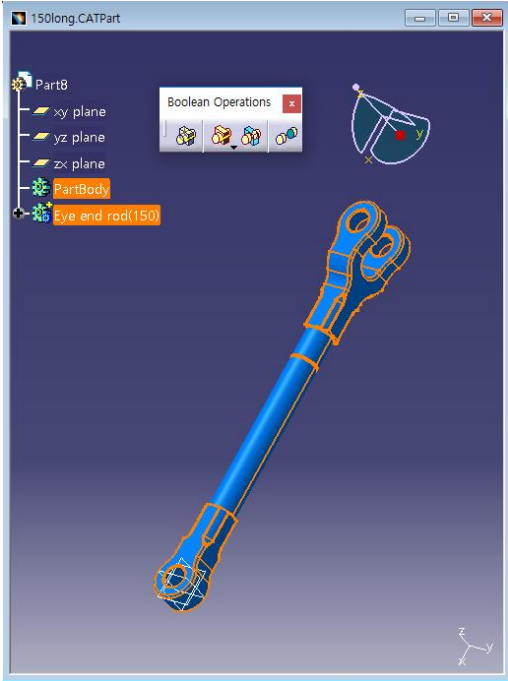 150long.CATPart
Part8
xy plane
yz plane
zx plane
PartBody
Eye end rod(150)
Boolean Operations
x
z
y
x
z
y
x